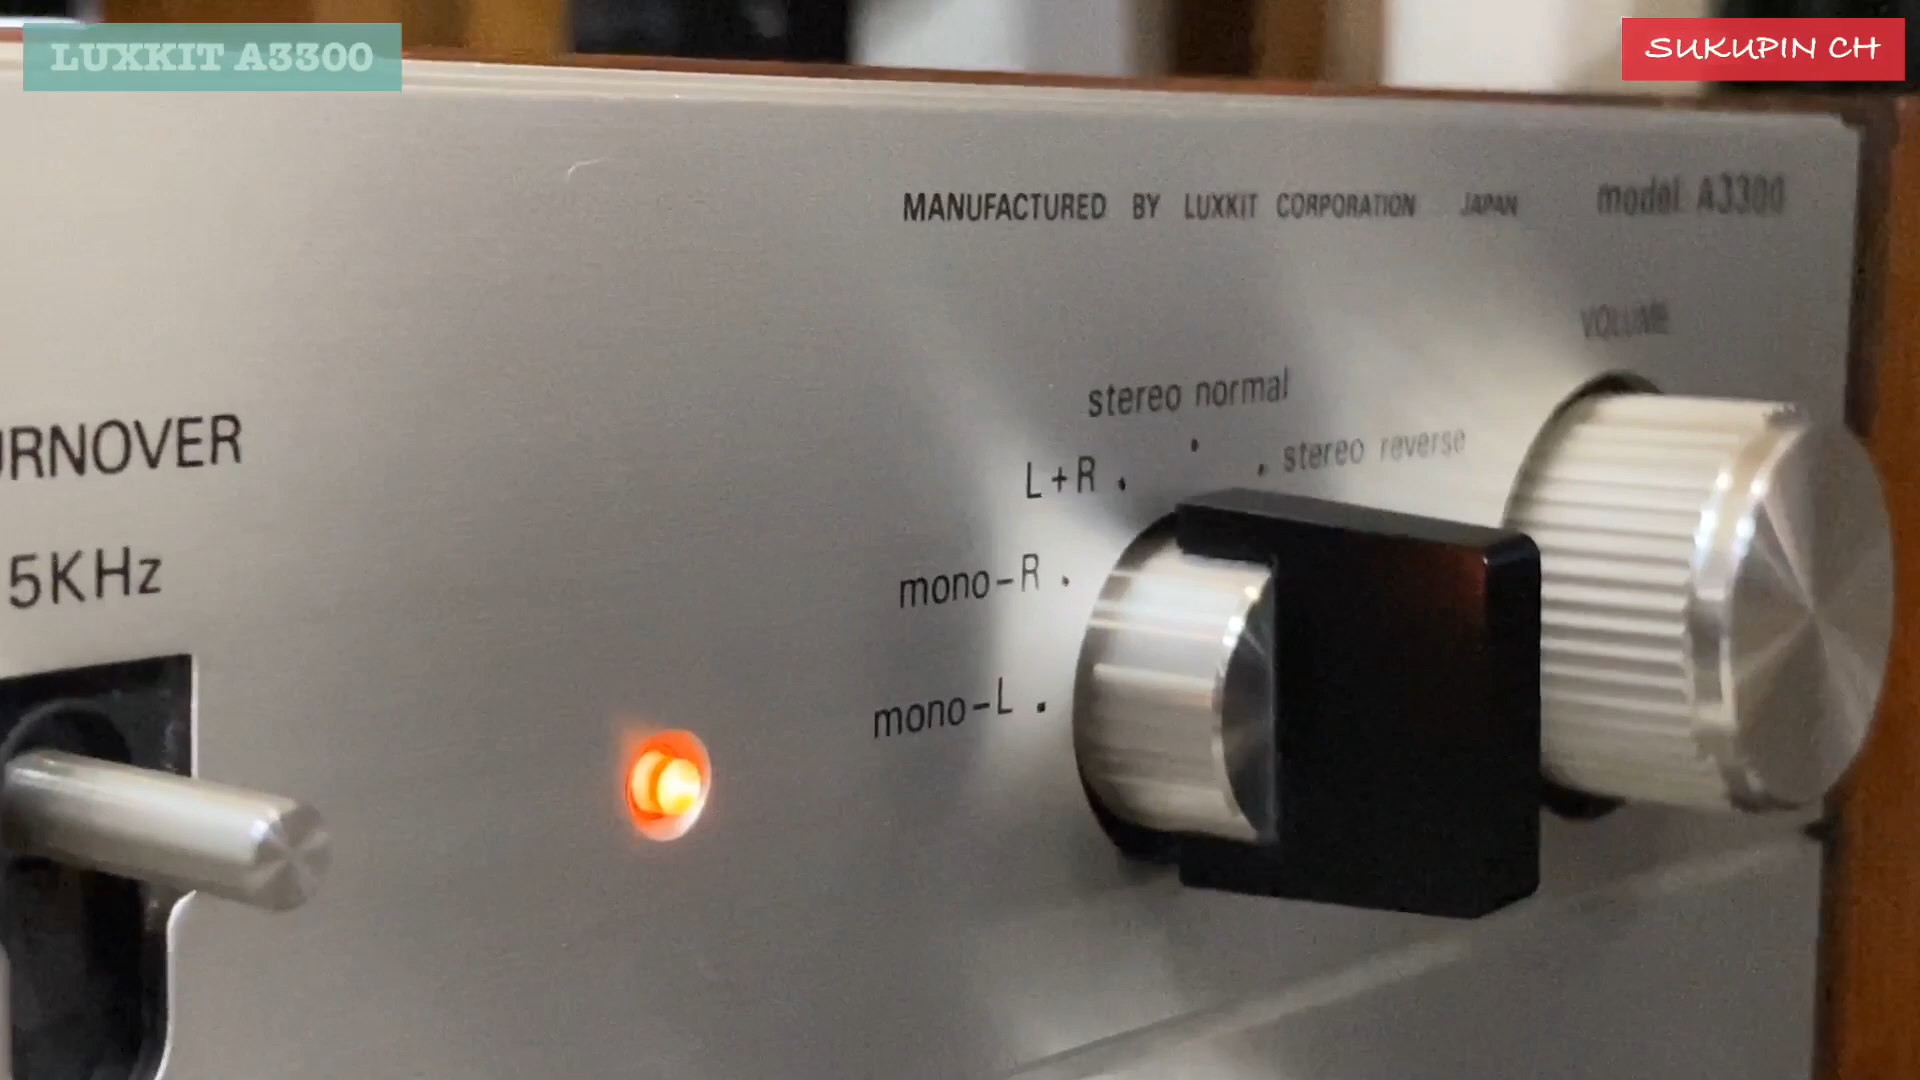 LUXKIT A3300
SUKUPIN CH
MANUFACTURED BY LUXKIT CORPORATION JAPAN
model A3300
VOLUME
stereo normal
stereo reverse
L+R
mono-R
mono-L
URNOVER
5KHz